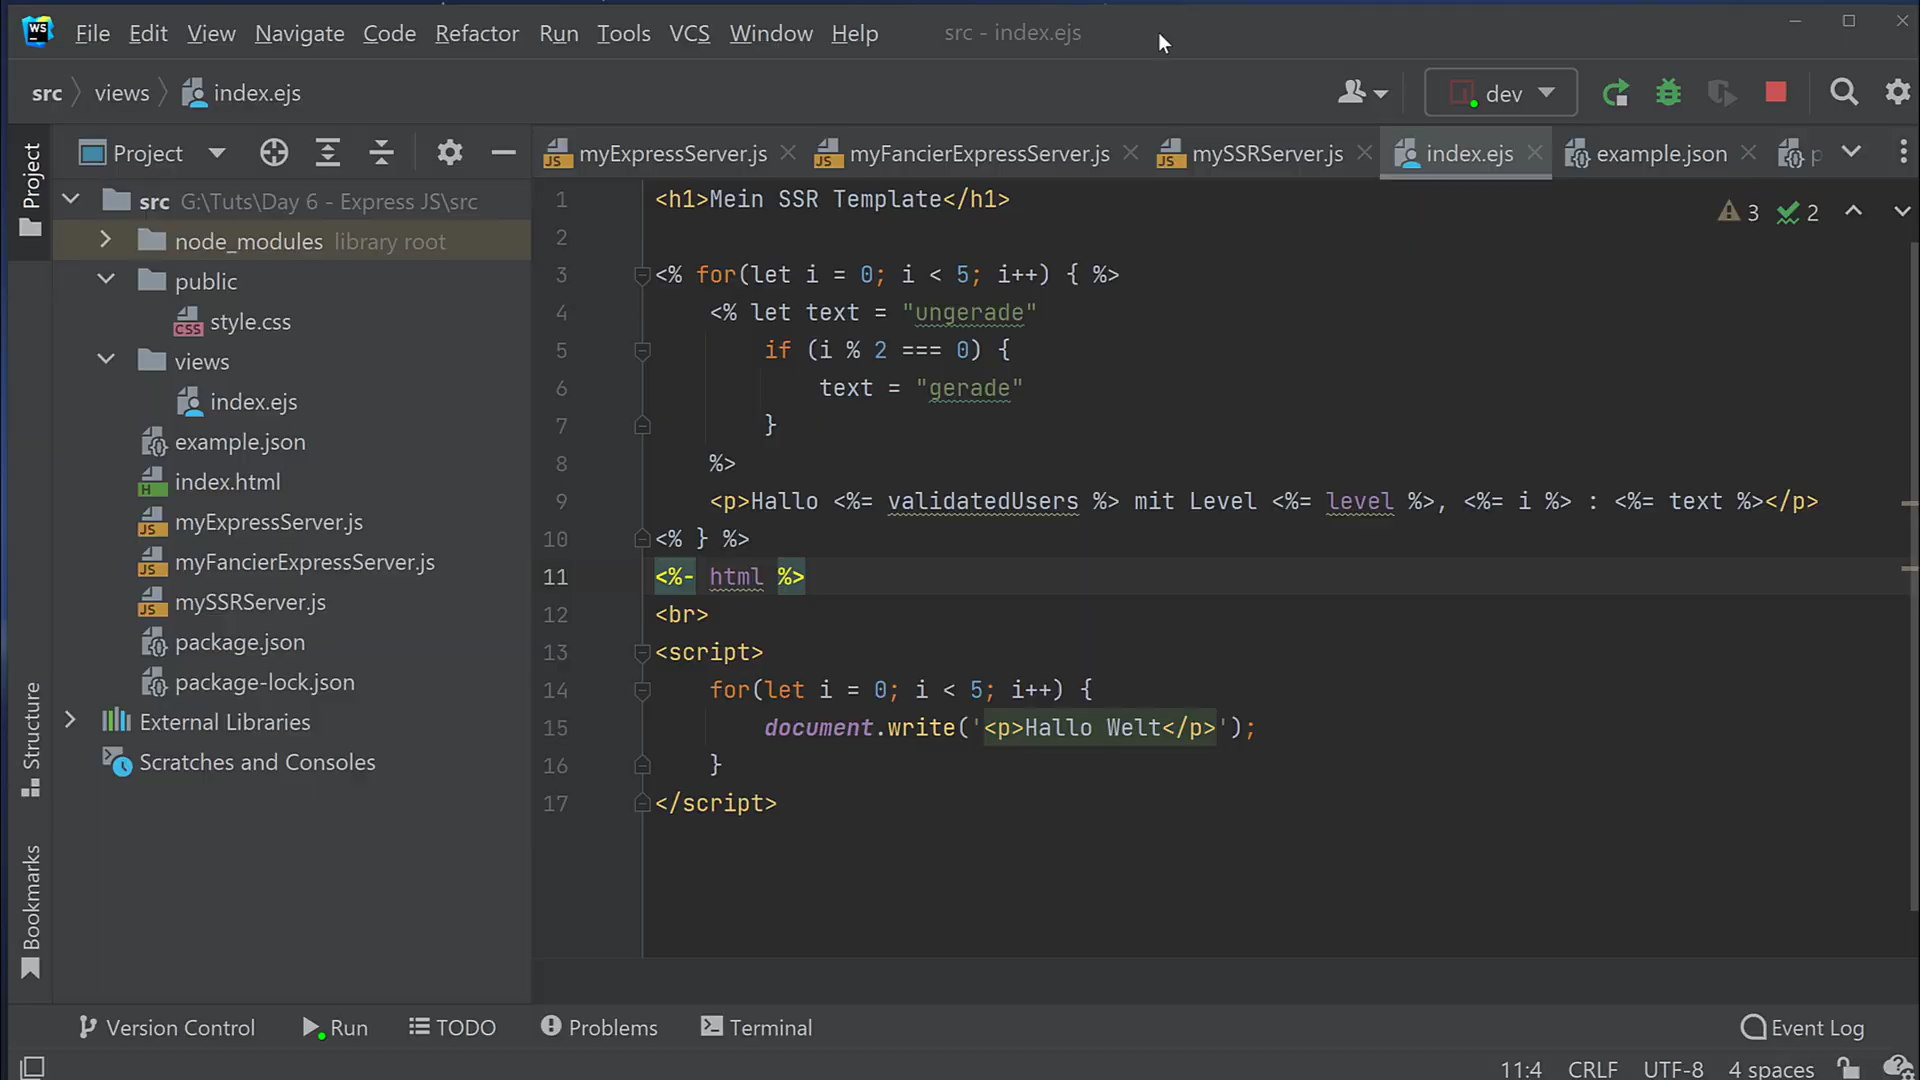 WS File Edit View Navigate Code Refactor Run Tools VCS Window Help src - index.ejs
src views index.ejs dev
Project myExpressServer.js myFancierExpressServer.js mySSRServer.js index.ejs example.json
Project
src G:\Tuts\Day 6 - Express JS\src
node_modules library root
public
style.css
views
index.ejs
example.json
index.html
myExpressServer.js
myFancierExpressServer.js
mySSRServer.js
package.json
package-lock.json
External Libraries
Scratches and Consoles
Structure
Bookmarks
3 2
1 <h1>Mein SSR Template</h1>
2
3 <% for(let i = 0; i < 5; i++) { %>
4 <% let text = "ungerade"
5 if (i % 2 === 0) {
6 text = "gerade"
7 }
8 %>
9 <p>Hallo <%= validatedUsers %> mit Level <%= level %>, <%= i %> : <%= text %></p>
10 <% } %>
11 <%- html %>
12 <br>
13 <script>
14 for(let i = 0; i < 5; i++) {
15 document.write('<p>Hallo Welt</p>');
16 }
17 </script>
Version Control Run TODO Problems Terminal Event Log
11:4 CRLF UTF-8 4 spaces